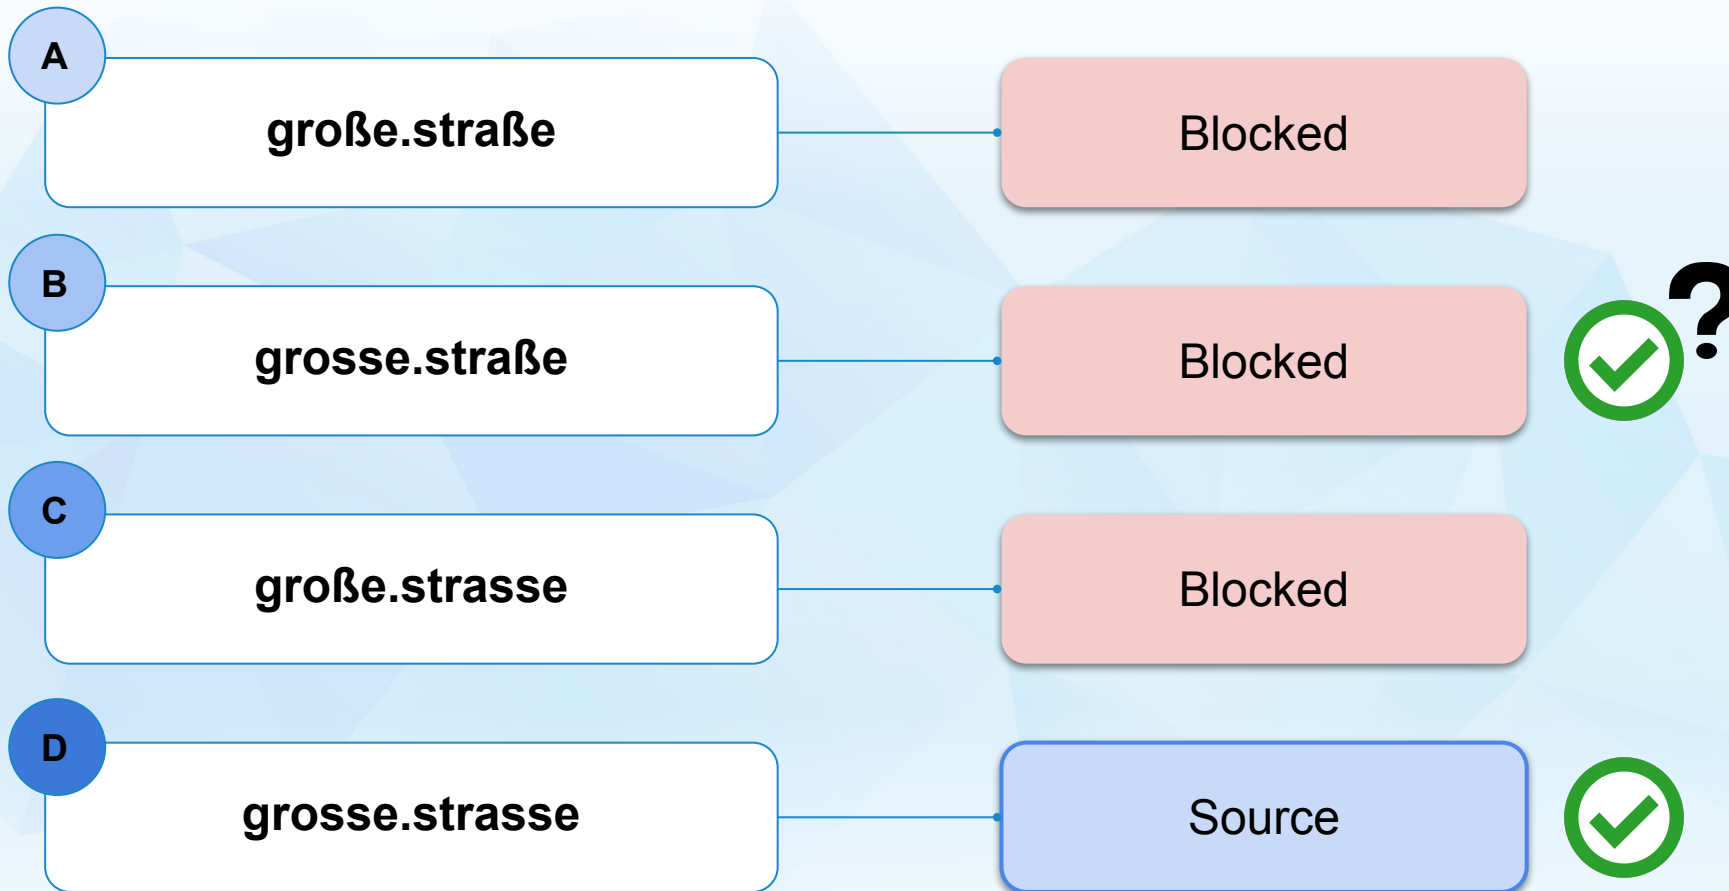 A
große.straße
Blocked
B
grosse.straße
Blocked
?
C
große.strasse
Blocked
D
grosse.strasse
Source